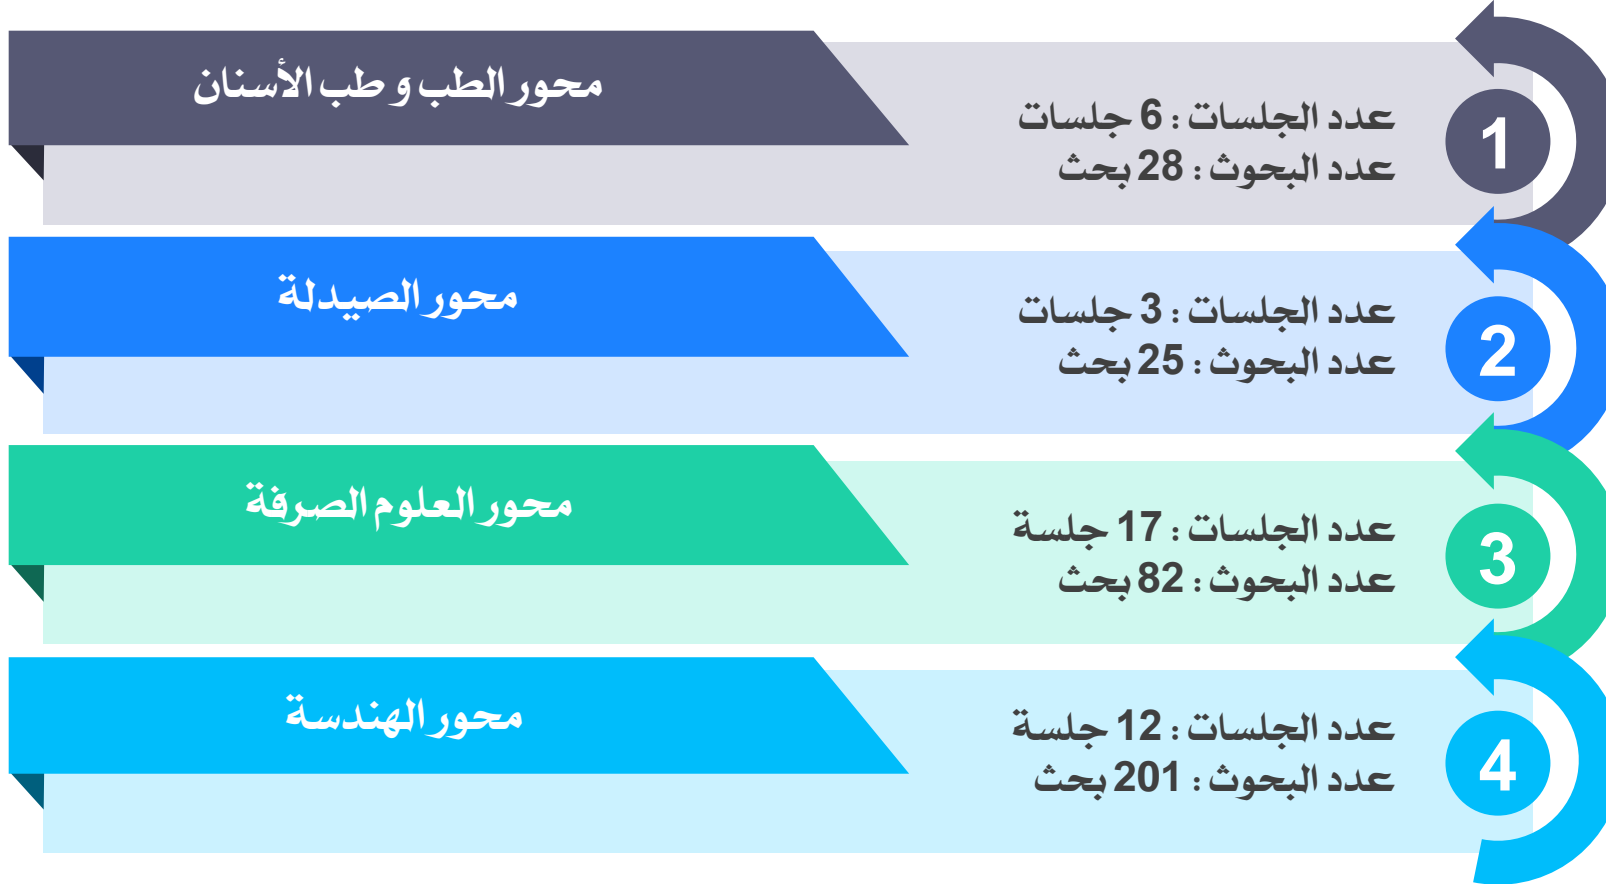 1
محور الطب و طب الأسنان
عدد الجلسات : 6 جلسات
عدد البحوث : 28 بحث
2
محور الصيدلة
عدد الجلسات : 3 جلسات
عدد البحوث : 25 بحث
3
محور العلوم الصرفة
عدد الجلسات : 17 جلسة
عدد البحوث : 82 بحث
4
محور الهندسة
عدد الجلسات : 12 جلسة
عدد البحوث : 201 بحث